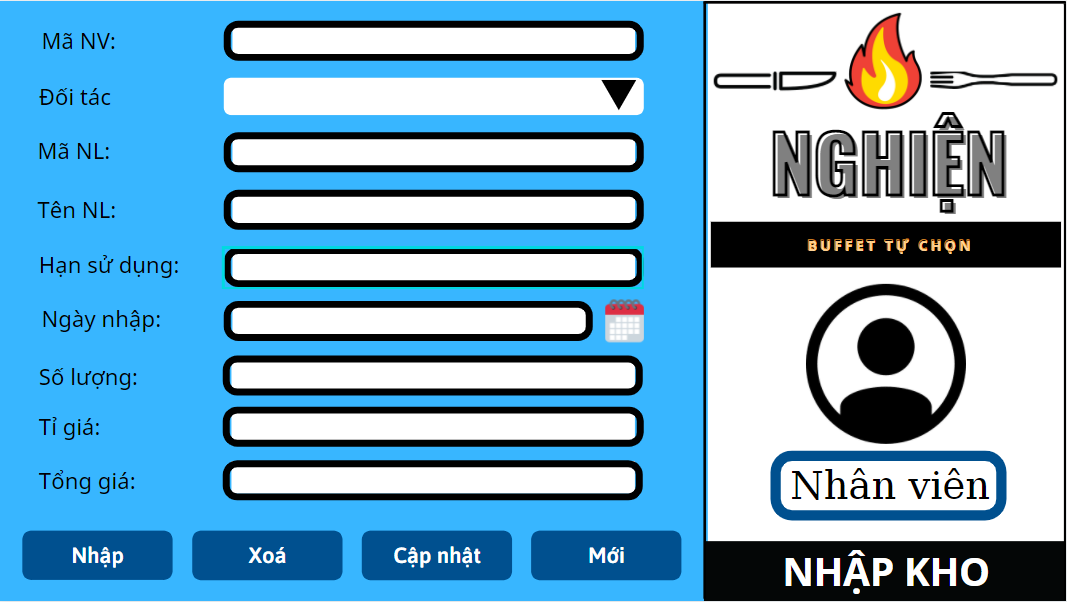 Mã NV:
Đối tác
Mã NL:
Tên NL:
Hạn sử dụng:
Ngày nhập:
Số lượng:
Tỉ giá:
Tổng giá:
Nhập
Xoá
Cập nhật
Mới
NGHIỆN
BUFFET TỰ CHỌN
Nhân viên
NHẬP KHO